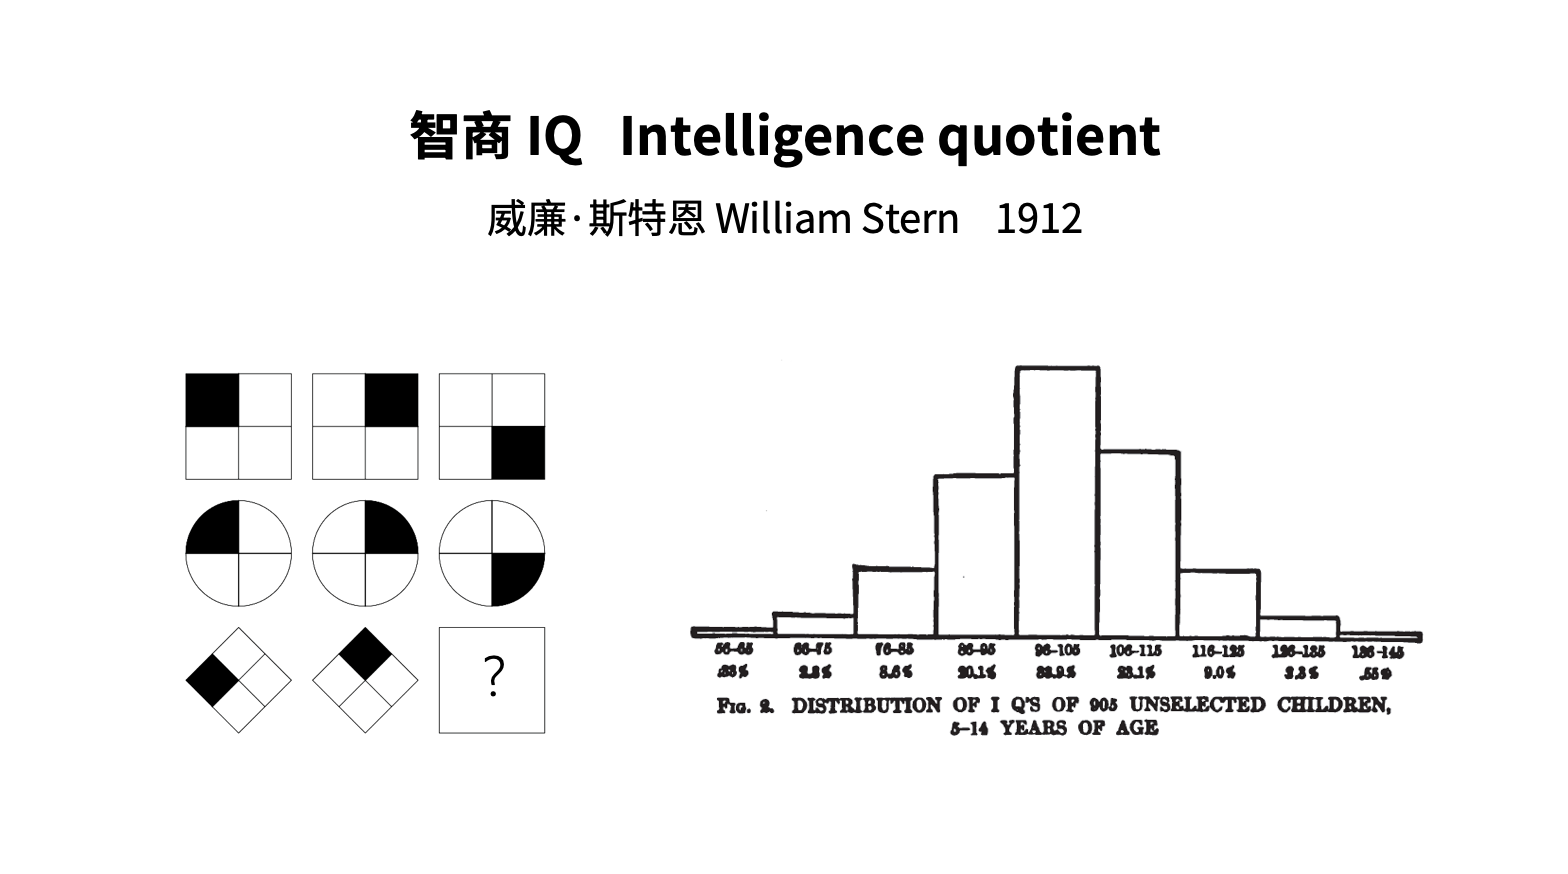 智商 IQ Intelligence quotient
威廉·斯特恩 William Stern 1912
?
56–65 66–75 76–85 86–95 96–105 106–115 116–125 126–135 136–145
.33% 2.3% 8.6% 20.1% 33.9% 23.1% 9.0% 2.3% .55%
FIG. 2. DISTRIBUTION OF I Q'S OF 905 UNSELECTED CHILDREN,
5–14 YEARS OF AGE